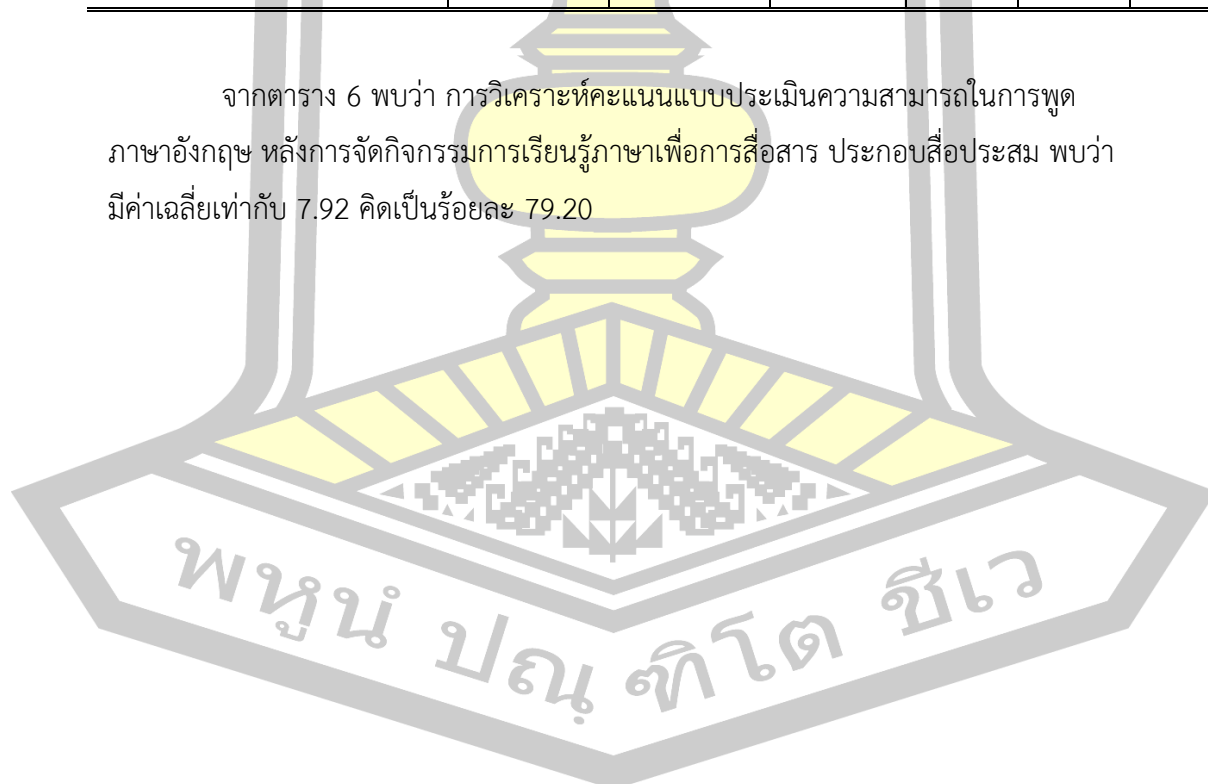 จากตาราง 6 พบว่า การวิเคราะห์คะแนนแบบประเมินความสามารถในการพูด
ภาษาอังกฤษ หลังการจัดกิจกรรมการเรียนรู้ภาษาเพื่อการสื่อสาร ประกอบสื่อประสม พบว่า
มีค่าเฉลี่ยเท่ากับ 7.92 คิดเป็นร้อยละ 79.20
พหูนํ ปณฺฑิโต ชีเว